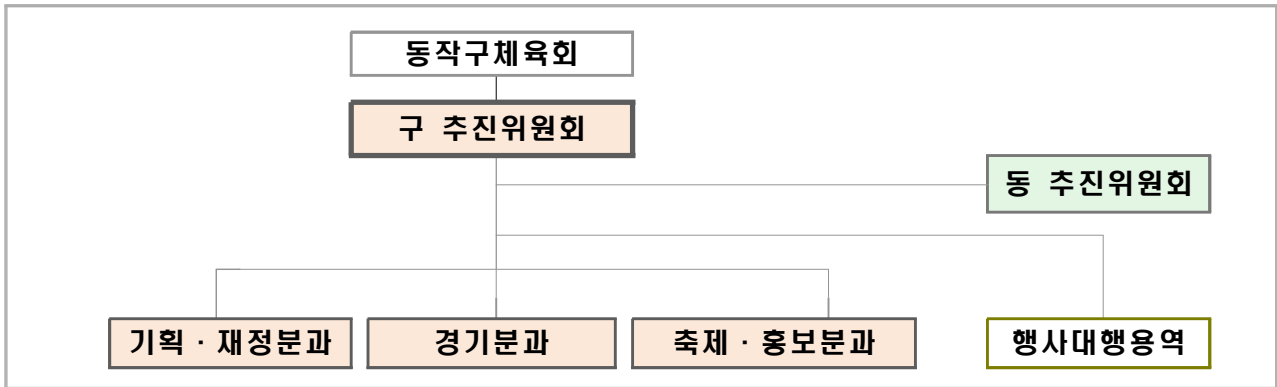 동작구체육회
구 추진위원회
동 추진위원회
기획 · 재정분과
경기분과
축제 · 홍보분과
행사대행용역